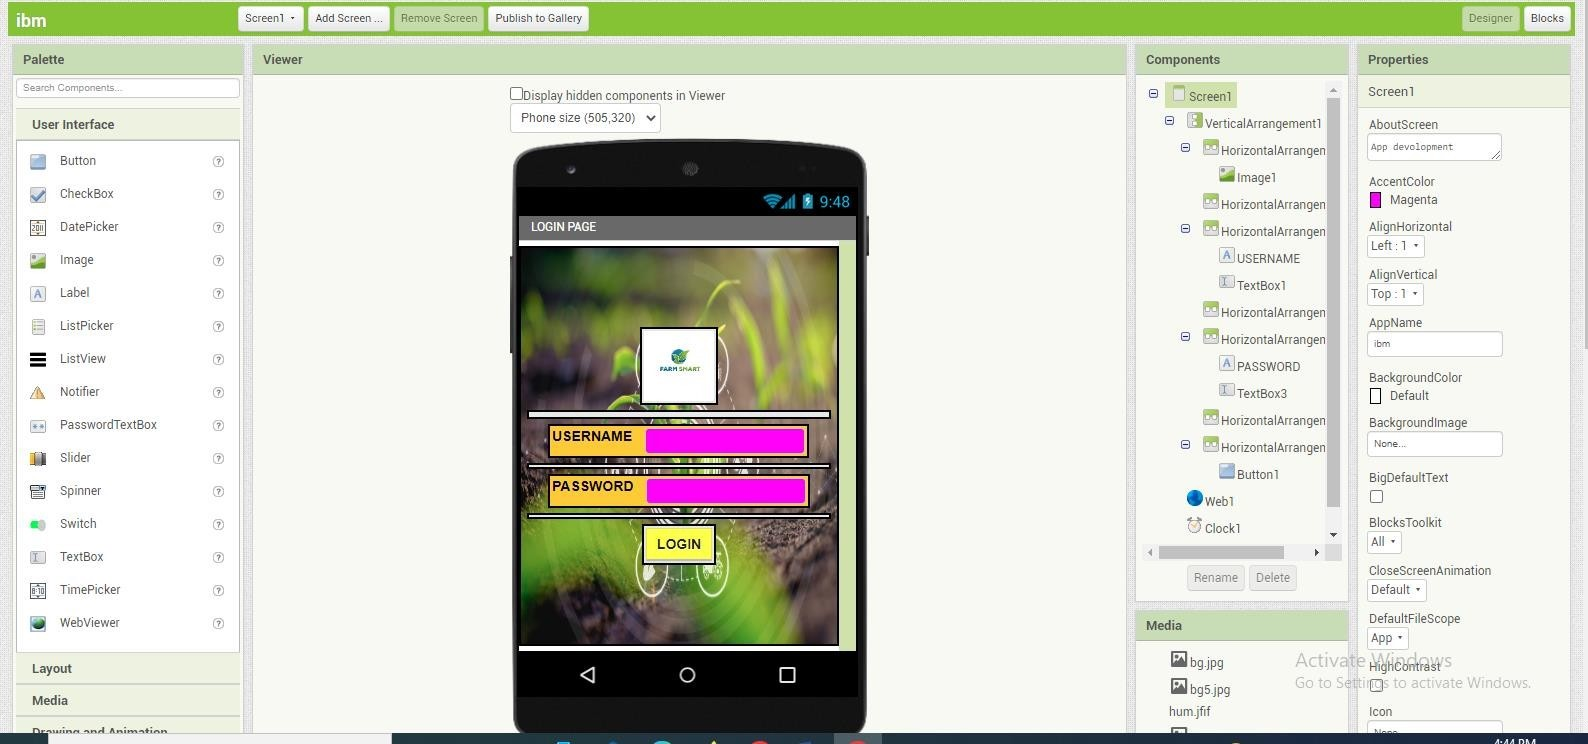 ibm
Screen1
Add Screen ...
Remove Screen
Publish to Gallery
Designer
Blocks
Palette
Search Components...
User Interface
Button
CheckBox
DatePicker
Image
Label
ListPicker
ListView
Notifier
PasswordTextBox
Slider
Spinner
Switch
TextBox
TimePicker
WebViewer
Layout
Media
Drawing and Animation
Viewer
Display hidden components in Viewer
Phone size (505,320)
9:48
LOGIN PAGE
FARM SMART
USERNAME
PASSWORD
LOGIN
Components
Screen1
VerticalArrangement1
HorizontalArrangen
Image1
HorizontalArrangen
HorizontalArrangen
USERNAME
TextBox1
HorizontalArrangen
HorizontalArrangen
PASSWORD
TextBox3
HorizontalArrangen
HorizontalArrangen
Button1
Web1
Clock1
Rename
Delete
Media
bg.jpg
bg5.jpg
hum.jfif
Properties
Screen1
AboutScreen
App devolopment
AccentColor
Magenta
AlignHorizontal
Left : 1
AlignVertical
Top : 1
AppName
ibm
BackgroundColor
Default
BackgroundImage
None...
BigDefaultText
BlocksToolkit
All
CloseScreenAnimation
Default
DefaultFileScope
App
HighContrast
Icon
None...
Activate Windows
Go to Settings to activate Windows.
4:44 PM